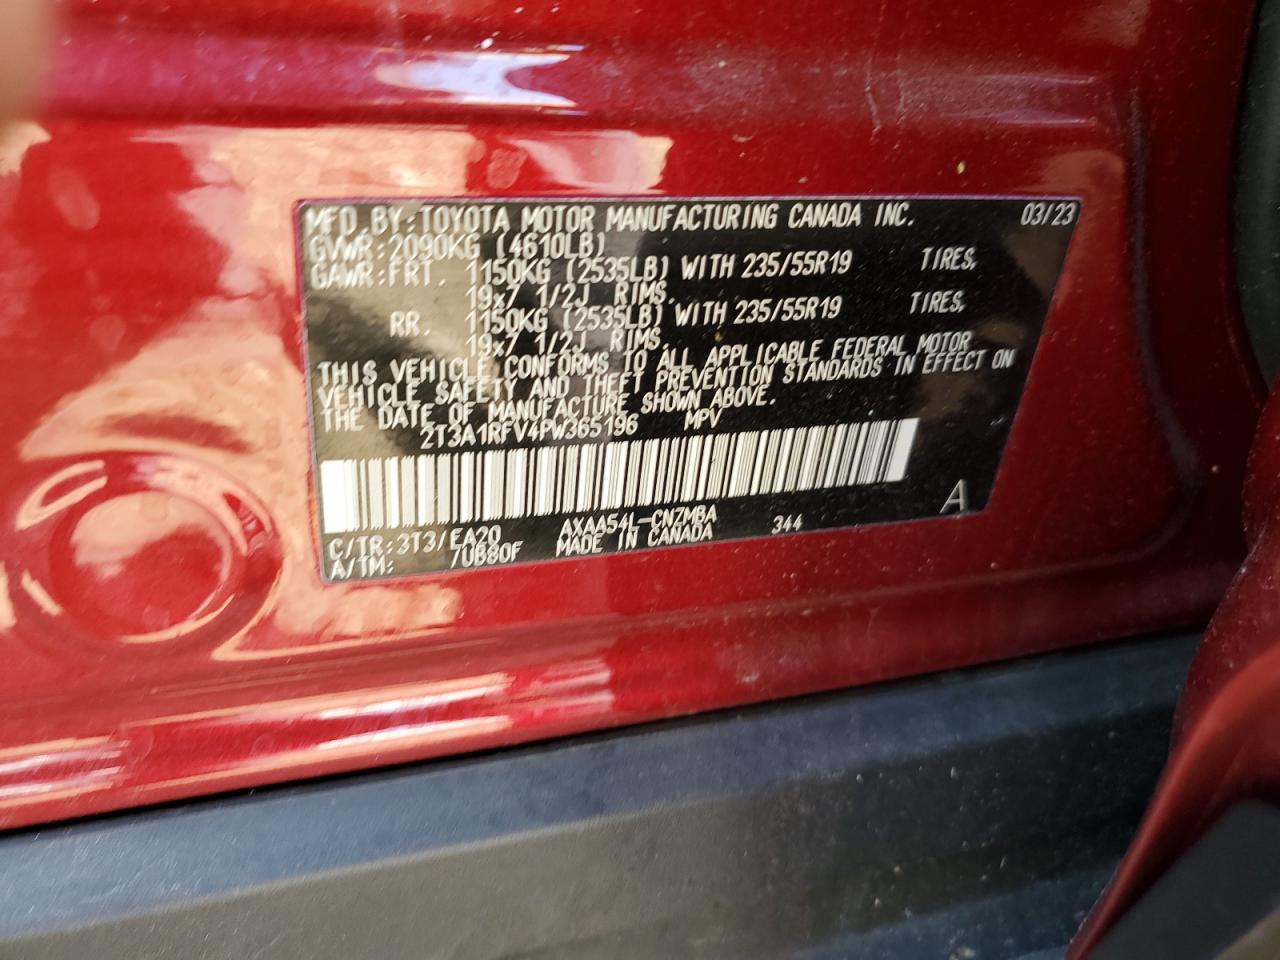 MFD.BY:TOYOTA MOTOR MANUFACTURING CANADA INC. 03/23
GVWR:2090KG (4610LB)
GAWR:FRT. 1150KG (2535LB) WITH 235/55R19 TIRES,
19x7 1/2J RIMS.
RR. 1150KG (2535LB) WITH 235/55R19 TIRES,
19x7 1/2J RIMS.
THIS VEHICLE CONFORMS TO ALL APPLICABLE FEDERAL MOTOR
VEHICLE SAFETY AND THEFT PREVENTION STANDARDS IN EFFECT ON
THE DATE OF MANUFACTURE SHOWN ABOVE.
2T3A1RFV4PW365196 MPV
C/TR:3T3/EA20 AXAA54L-CNZMBA 344 A
A/TM: /UB80F MADE IN CANADA